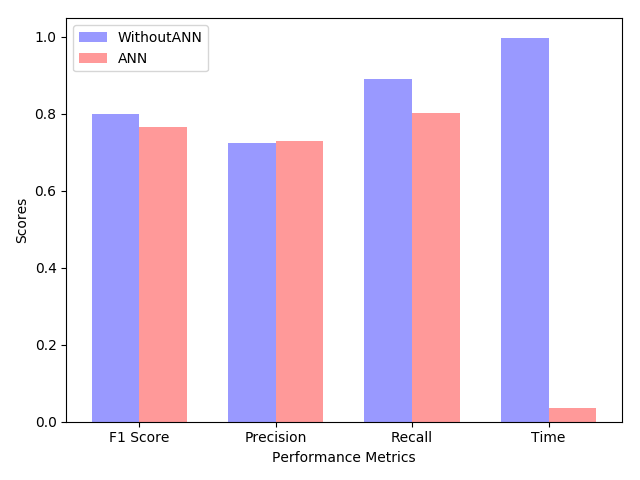 WithoutANN
ANN
1.0
0.8
0.6
0.4
0.2
0.0
Scores
F1 Score Precision Recall Time
Performance Metrics